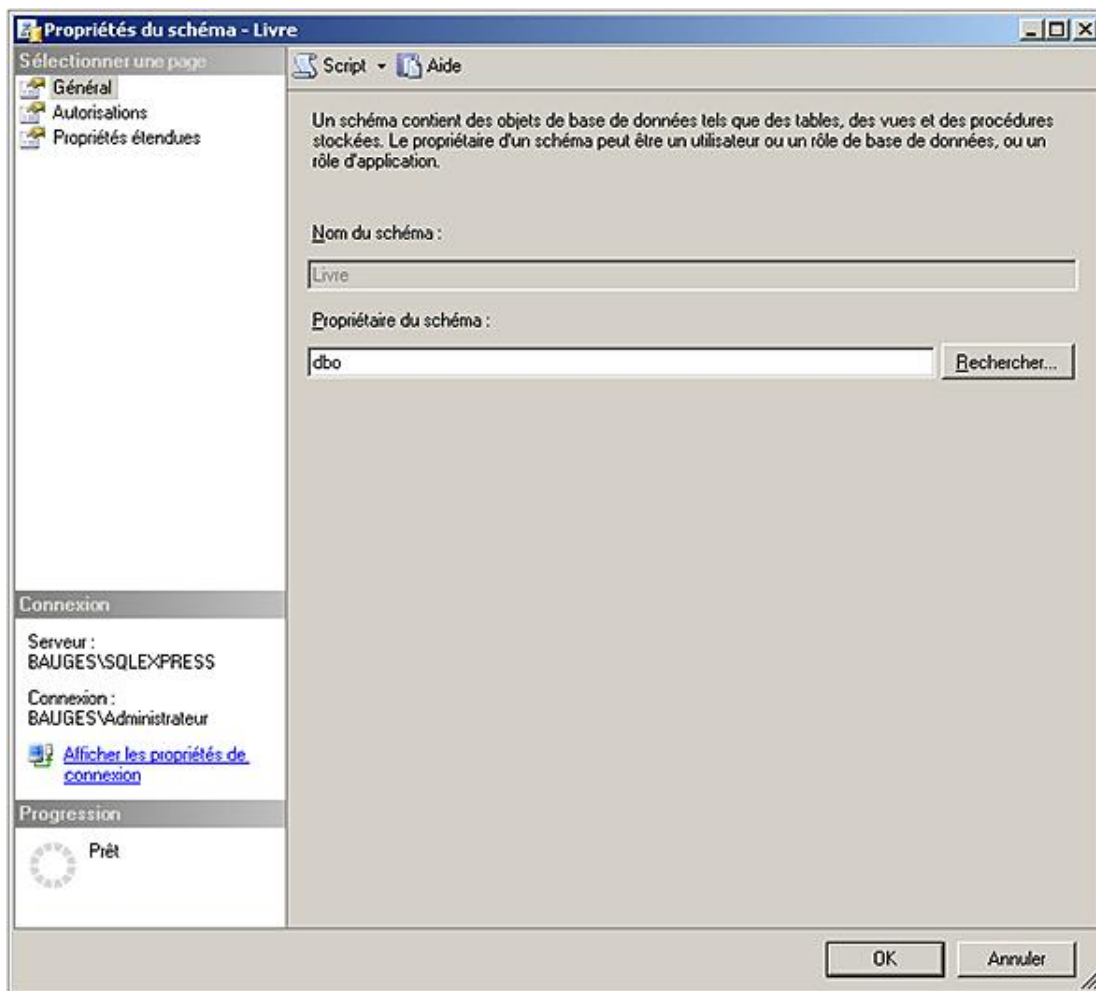 Propriétés du schéma - Livre
Sélectionner une page
Général
Autorisations
Propriétés étendues
Script
Aide
Un schéma contient des objets de base de données tels que des tables, des vues et des procédures
stockées. Le propriétaire d'un schéma peut être un utilisateur ou un rôle de base de données, ou un
rôle d'application.
Nom du schéma :
Livre
Propriétaire du schéma :
dbo
Rechercher...
Connexion
Serveur :
BAUGES\SQLEXPRESS
Connexion :
BAUGES\Administrateur
Afficher les propriétés de
connexion
Progression
Prêt
OK
Annuler